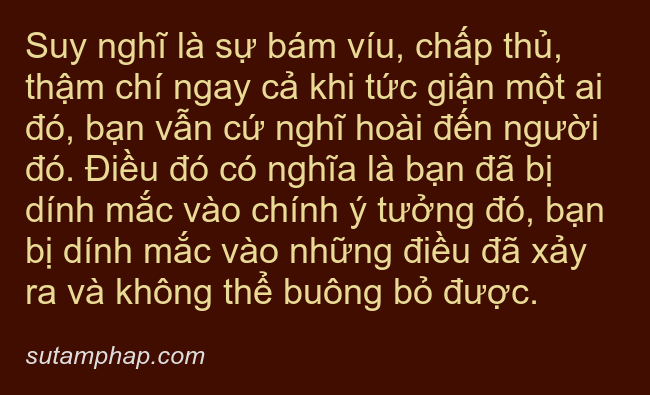 Suy nghĩ là sự bám víu, chấp thủ,
thậm chí ngay cả khi tức giận một ai
đó, bạn vẫn cứ nghĩ hoài đến người
đó. Điều đó có nghĩa là bạn đã bị
dính mắc vào chính ý tưởng đó, bạn
bị dính mắc vào những điều đã xảy
ra và không thể buông bỏ được.
sutamphap.com